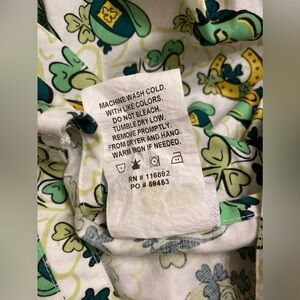 MACHINE WASH COLD.
WITH LIKE COLORS.
DO NOT BLEACH.
TUMBLE DRY LOW.
REMOVE PROMPTLY.
FROM DRYER AND HANG.
WARM IRON IF NEEDED.
RN # 116892
PO # 59453